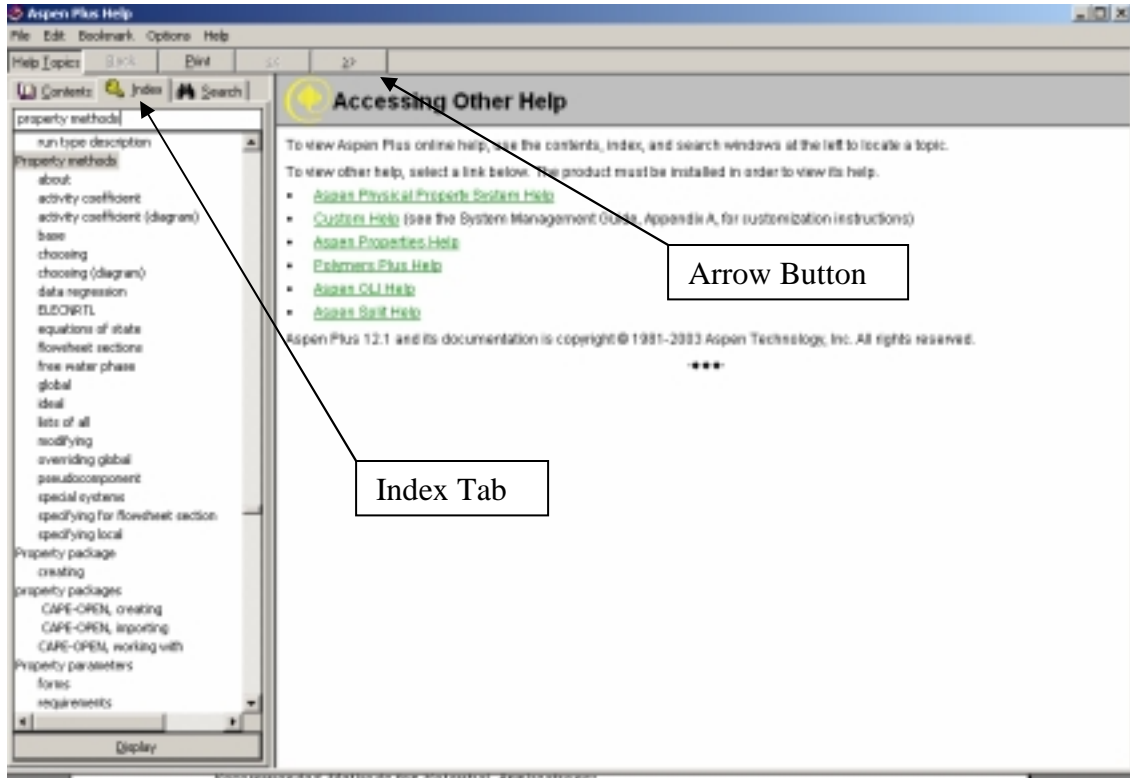 Aspen Plus Help
File Edit Bookmark Options Help
Help Topics Back Print << >>
Contents Index Search
property methods
run type description
Property methods
about
activity coefficient
activity coefficient (diagram)
base
choosing
choosing (diagram)
data regression
ELECNRTL
equations of state
flowsheet sections
free water phase
global
ideal
lists of all
modifying
overriding global
pseudocomponent
special systems
specifying for flowsheet section
specifying local
Property package
creating
property packages
CAPE-OPEN, creating
CAPE-OPEN, importing
CAPE-OPEN, working with
Property parameters
forms
requirements
Display
Accessing Other Help
To view Aspen Plus online help, use the contents, index, and search windows at the left to locate a topic.
To view other help, select a link below. The product must be installed in order to view its help.
• Aspen Physical Property System Help
• Custom Help (see the System Management Guide, Appendix A, for customization instructions)
• Aspen Properties Help
• Polymers Plus Help
• Aspen OLI Help
• Aspen Split Help
Aspen Plus 12.1 and its documentation is copyright © 1981-2003 Aspen Technology, Inc. All rights reserved.
Arrow Button
Index Tab